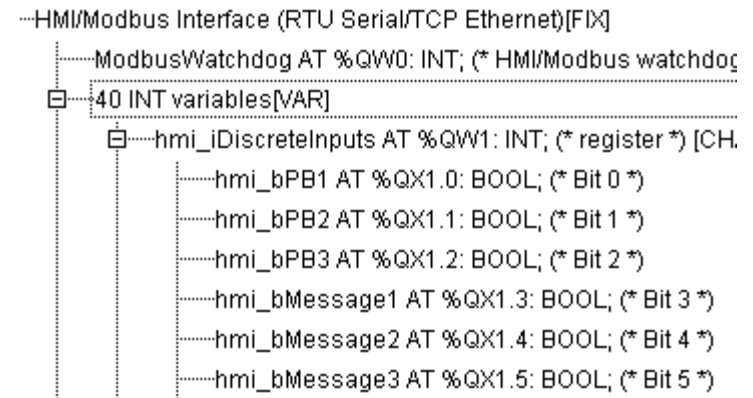 HMI/Modbus Interface (RTU Serial/TCP Ethernet)[FIX]
ModbusWatchdog AT %QW0: INT; (* HMI/Modbus watchdog
40 INT variables[VAR]
hmi_iDiscreteInputs AT %QW1: INT; (* register *) [CH
hmi_bPB1 AT %QX1.0: BOOL; (* Bit 0 *)
hmi_bPB2 AT %QX1.1: BOOL; (* Bit 1 *)
hmi_bPB3 AT %QX1.2: BOOL; (* Bit 2 *)
hmi_bMessage1 AT %QX1.3: BOOL; (* Bit 3 *)
hmi_bMessage2 AT %QX1.4: BOOL; (* Bit 4 *)
hmi_bMessage3 AT %QX1.5: BOOL; (* Bit 5 *)